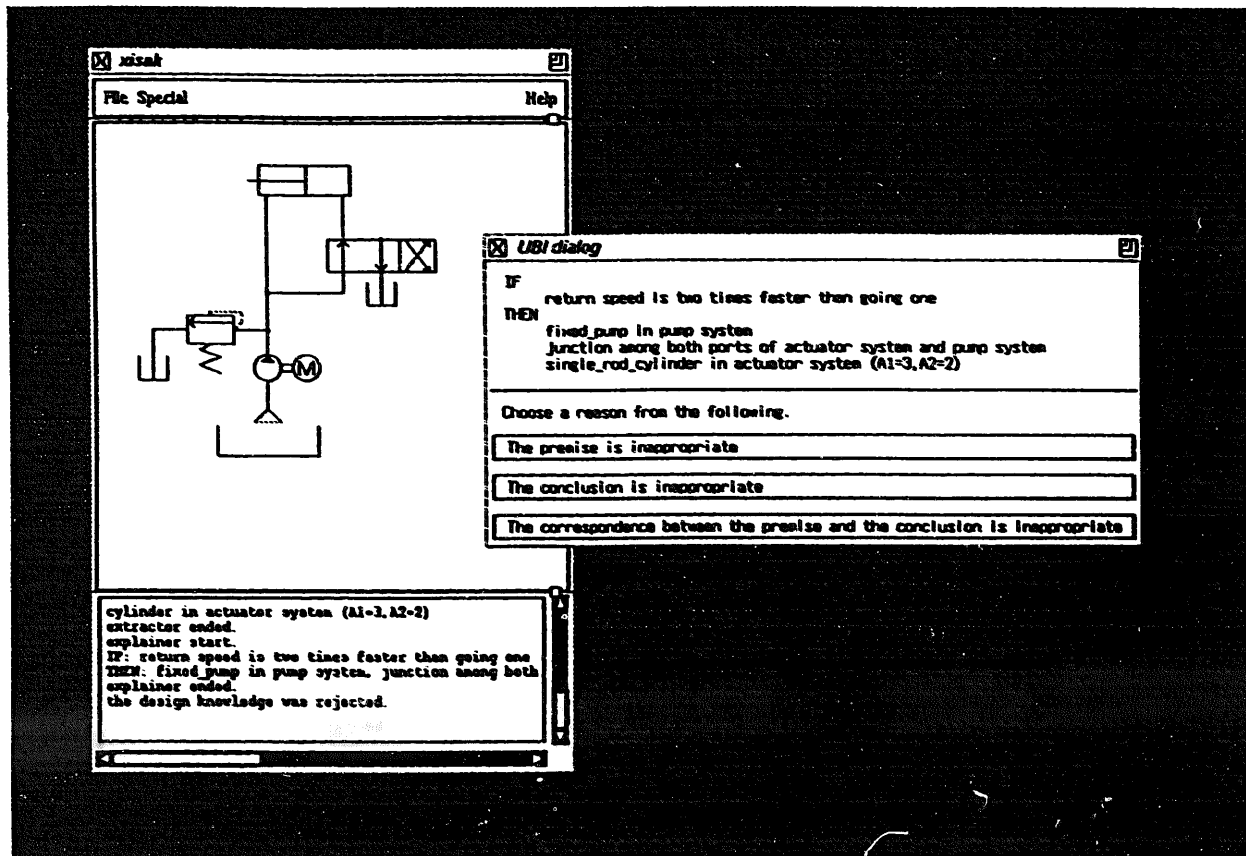 xisak
File Special Help
M
cylinder in actuator system (A1=3,A2=2)
extractor ended.
explainer start.
IF: return speed is two times faster than going one
THEN: fixed_pump in pump system, junction among both
explainer ended.
the design knowledge was rejected.
UBI dialog
IF
return speed is two times faster than going one
THEN
fixed_pump in pump system
junction among both ports of actuator system and pump system
single_rod_cylinder in actuator system (A1=3,A2=2)
Choose a reason from the following.
The premise is inappropriate
The conclusion is inappropriate
The correspondence between the premise and the conclusion is inappropriate